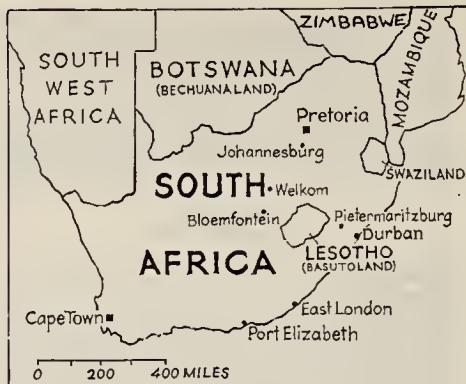 ZIMBABWE
SOUTH
WEST
AFRICA
BOTSWANA
(BECHUANALAND)
MOZAMBIQUE
Pretoria
Johannesburg
SWAZILAND
SOUTH
Welkom
Bloemfontein
Pietermaritzburg
Durban
LESOTHO
(BASUTOLAND)
AFRICA
East London
Cape Town
Port Elizabeth
0 200 400 MILES